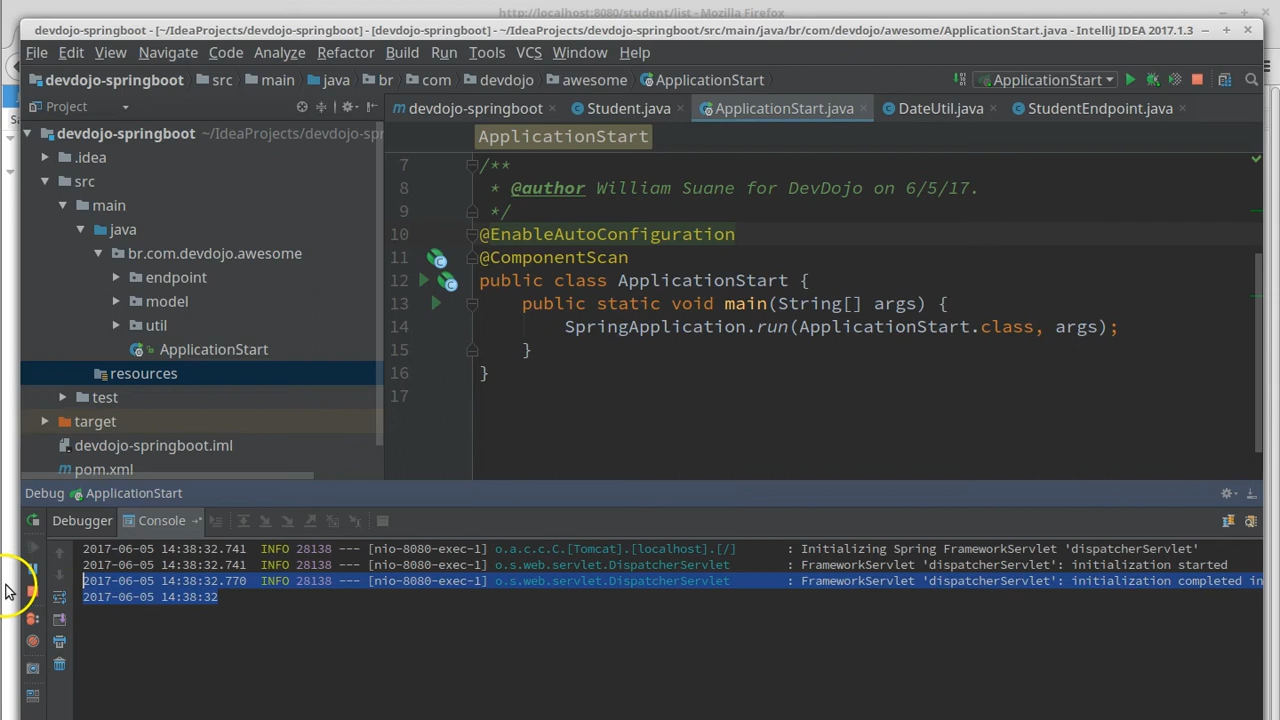 http://localhost:8080/student/list - Mozilla Firefox
devdojo-springboot - [~/IdeaProjects/devdojo-springboot] - [devdojo-springboot] - ~/IdeaProjects/devdojo-springboot/src/main/java/br/com/devdojo/awesome/ApplicationStart.java - IntelliJ IDEA 2017.1.3
File Edit View Navigate Code Analyze Refactor Build Run Tools VCS Window Help
devdojo-springboot src main java br com devdojo awesome ApplicationStart ApplicationStart
Project
devdojo-springboot Student.java ApplicationStart.java DateUtil.java StudentEndpoint.java
devdojo-springboot ~/IdeaProjects/devdojo-spr
.idea
src
main
java
br.com.devdojo.awesome
endpoint
model
util
ApplicationStart
resources
test
target
devdojo-springboot.iml
pom.xml
ApplicationStart
7 /**
8 * @author William Suane for DevDojo on 6/5/17.
9 */
10 @EnableAutoConfiguration
11 @ComponentScan
12 public class ApplicationStart {
13 public static void main(String[] args) {
14 SpringApplication.run(ApplicationStart.class, args);
15 }
16 }
17
Debug ApplicationStart
Debugger Console
2017-06-05 14:38:32.741 INFO 28138 --- [nio-8080-exec-1] o.a.c.c.C.[Tomcat].[localhost].[/] : Initializing Spring FrameworkServlet 'dispatcherServlet'
2017-06-05 14:38:32.741 INFO 28138 --- [nio-8080-exec-1] o.s.web.servlet.DispatcherServlet : FrameworkServlet 'dispatcherServlet': initialization started
2017-06-05 14:38:32.770 INFO 28138 --- [nio-8080-exec-1] o.s.web.servlet.DispatcherServlet : FrameworkServlet 'dispatcherServlet': initialization completed in
2017-06-05 14:38:32